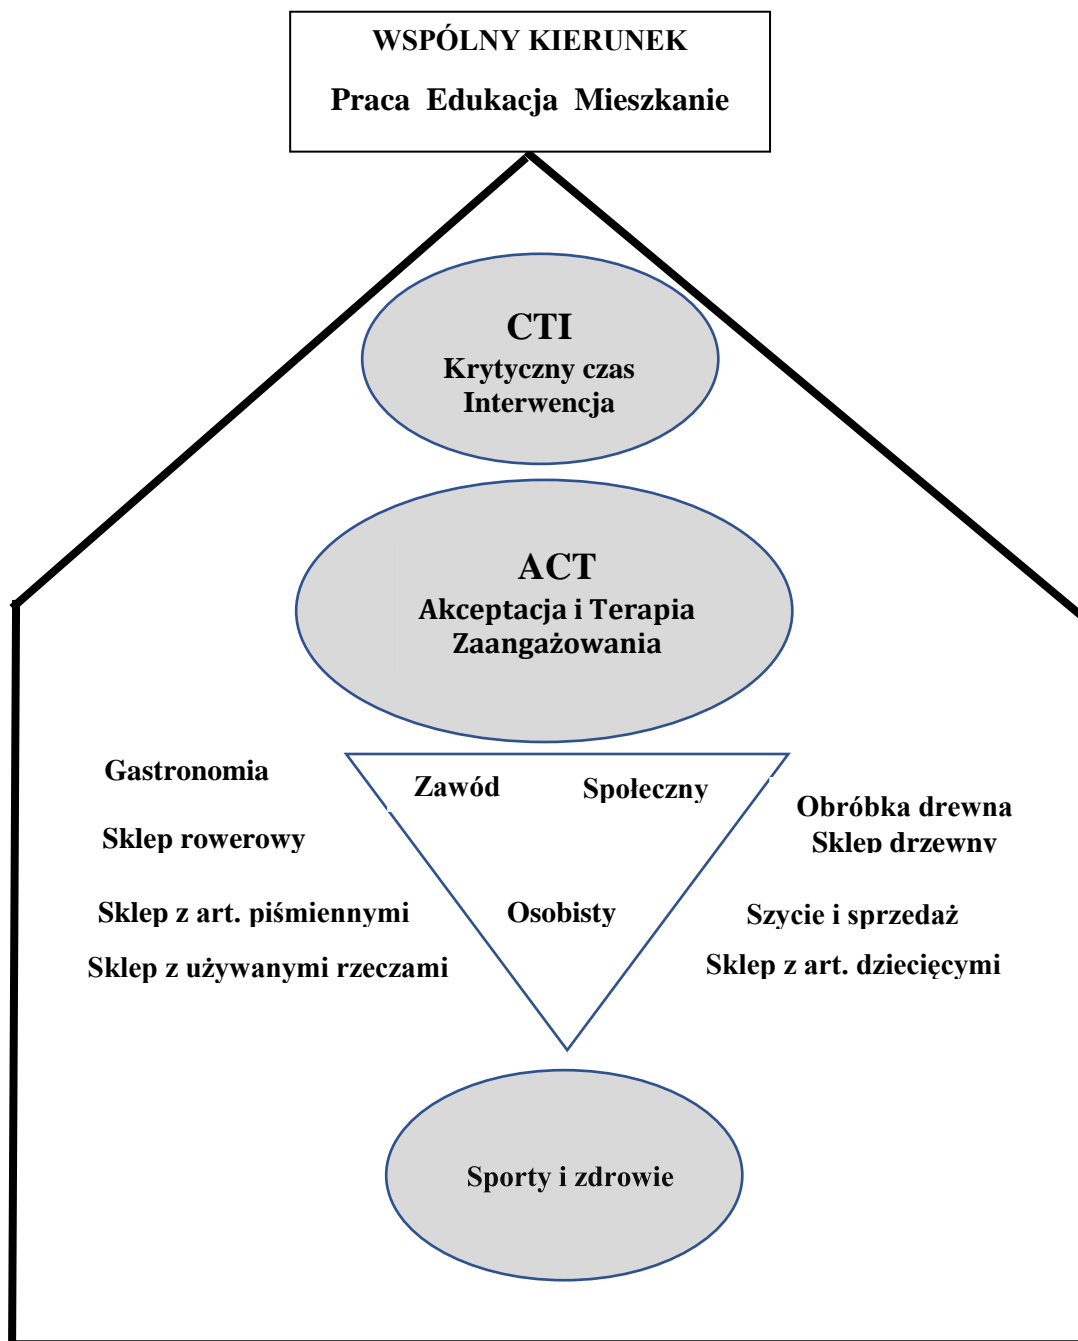 WSPÓLNY KIERUNEK
Praca Edukacja Mieszkanie
CTI
Krytyczny czas
Interwencja
ACT
Akceptacja i Terapia
Zaangażowania
Gastronomia
Zawód
Społeczny
Obróbka drewna
Sklep rowerowy
Sklep drzewny
Sklep z art. piśmiennymi
Osobisty
Szycie i sprzedaż
Sklep z używanymi rzeczami
Sklep z art. dziecięcymi
Sporty i zdrowie